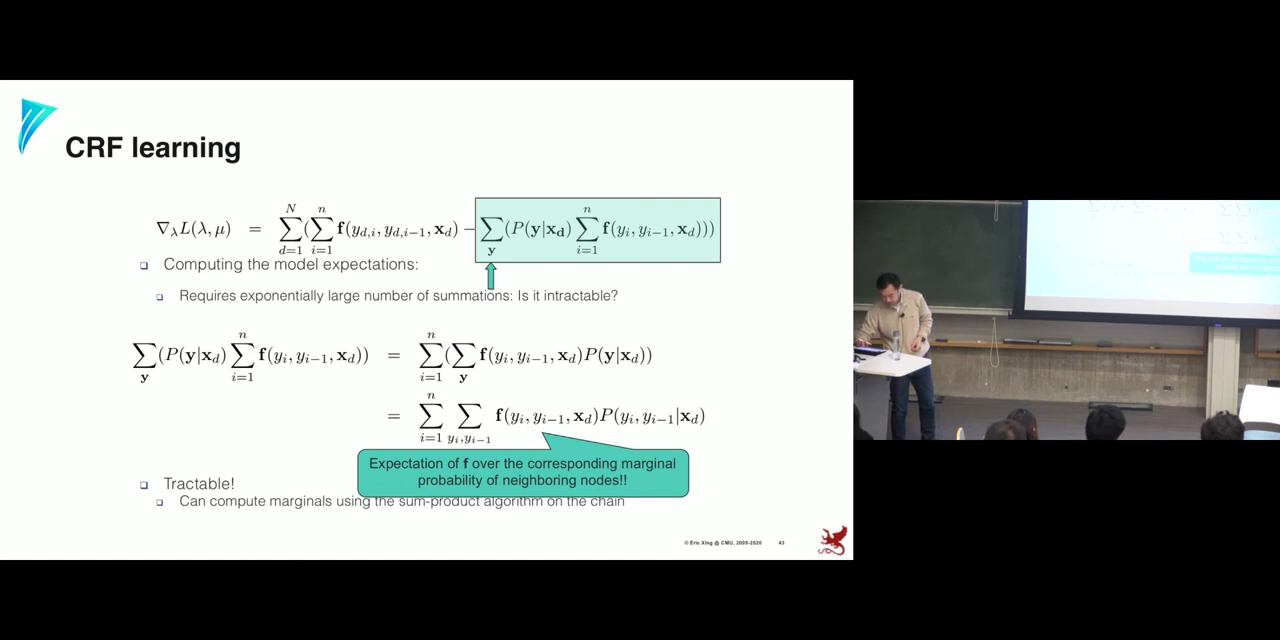 CRF learning
∇_λ L(λ, μ) = ∑_{d=1}^{N} (∑_{i=1}^{n} f(y_{d,i}, y_{d,i−1}, x_d) − ∑_y (P(y|x_d) ∑_{i=1}^{n} f(y_i, y_{i−1}, x_d)))
Computing the model expectations:
Requires exponentially large number of summations: Is it intractable?
∑_y (P(y|x_d) ∑_{i=1}^{n} f(y_i, y_{i−1}, x_d)) = ∑_{i=1}^{n} (∑_y f(y_i, y_{i−1}, x_d) P(y|x_d))
= ∑_{i=1}^{n} ∑_{y_i, y_{i−1}} f(y_i, y_{i−1}, x_d) P(y_i, y_{i−1}|x_d)
Expectation of f over the corresponding marginal
probability of neighboring nodes!!
Tractable!
Can compute marginals using the sum-product algorithm on the chain
© Eric Xing @ CMU, 2005-2020
43